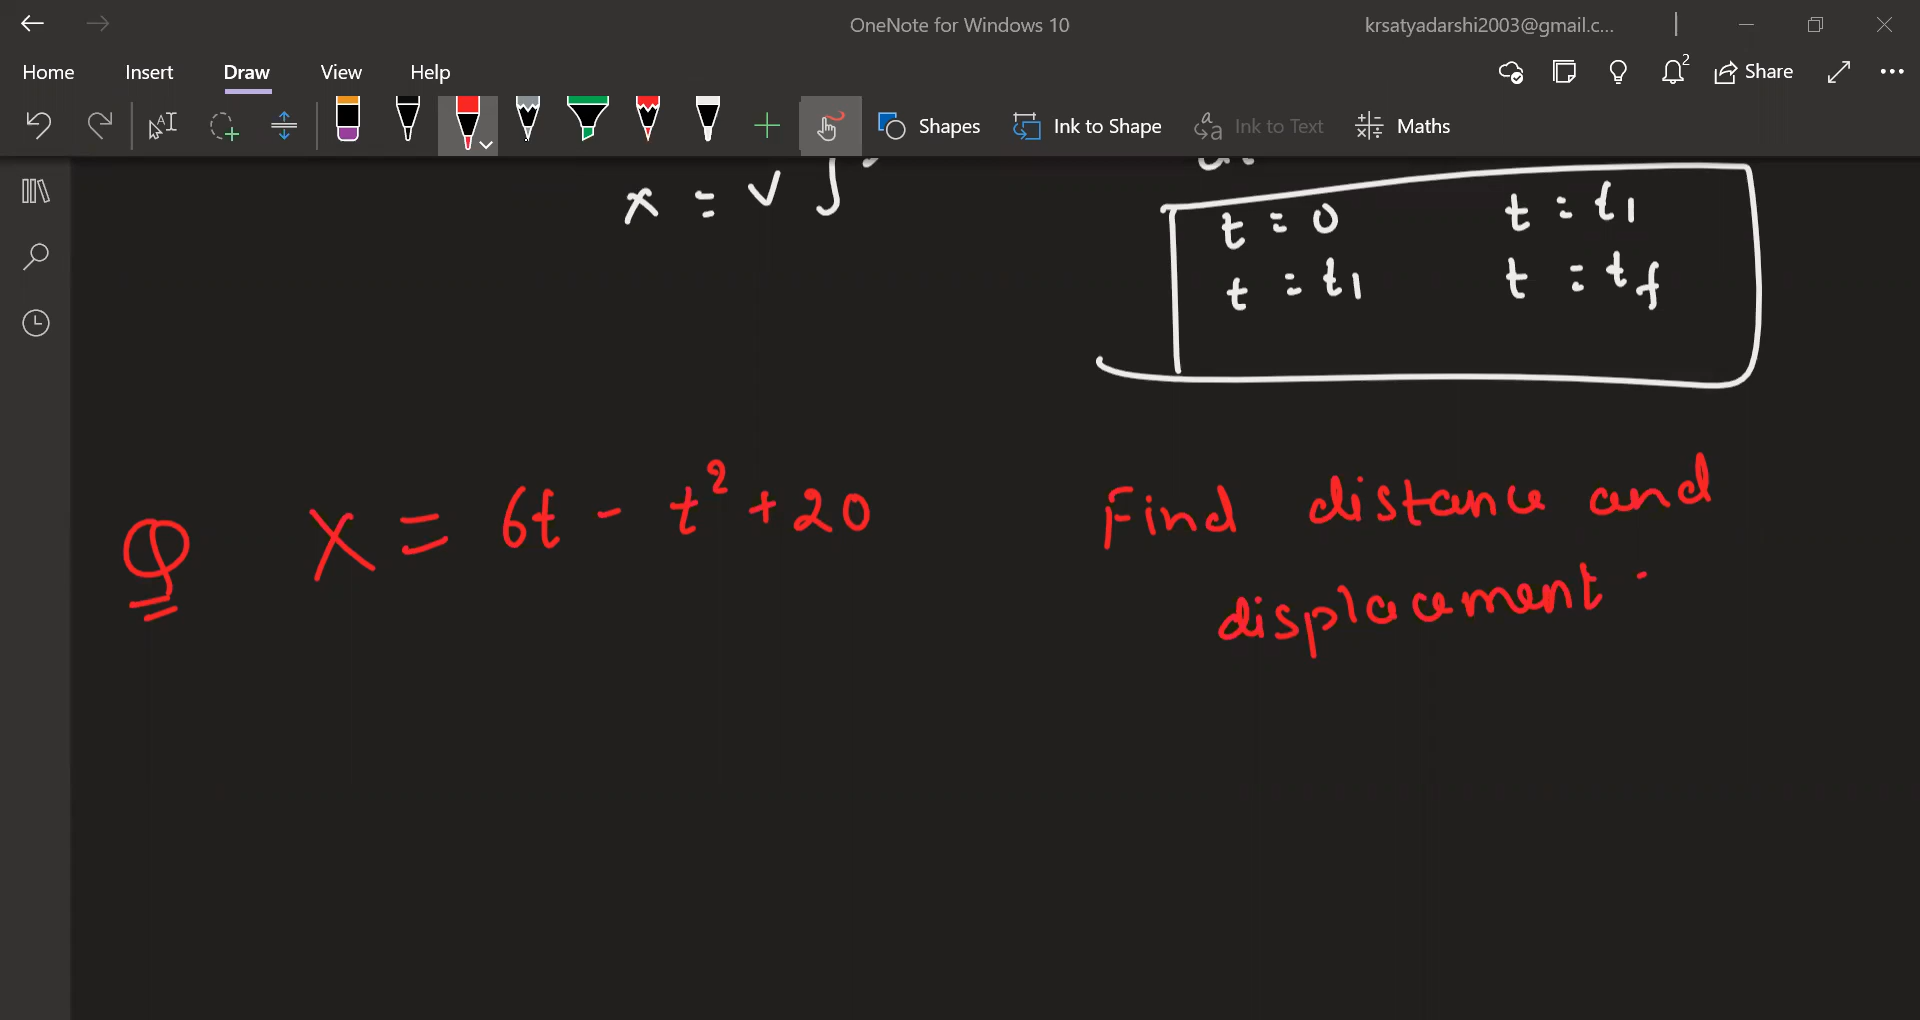 OneNote for Windows 10
krsatyadarshi2003@gmail.c...
Home Insert Draw View Help
2 Share
Shapes Ink to Shape Ink to Text Maths
x = v ∫
t = 0 t = t1
t = t1 t = tf
Q X = 6t - t² + 20 Find distance and
displacement .